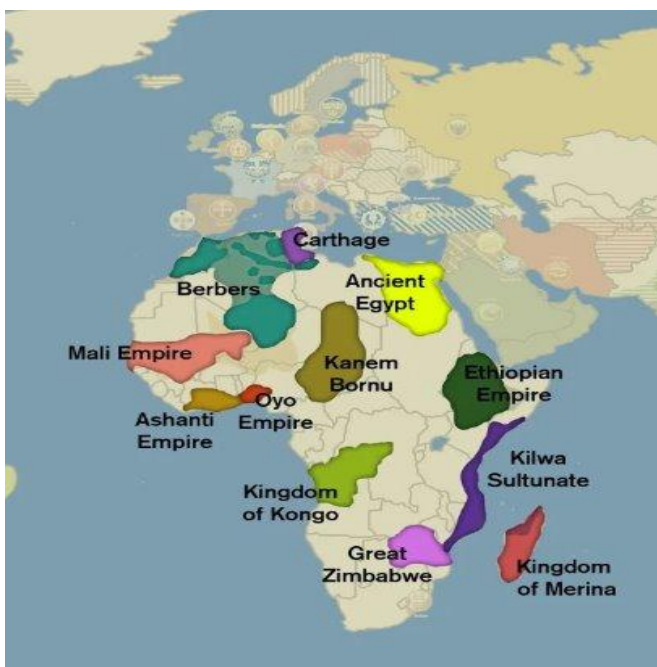 Carthage
Berbers
Ancient
Egypt
Mali Empire
Kanem
Bornu
Ethiopian
Empire
Ashanti
Empire
Oyo
Empire
Kilwa
Sultunate
Kingdom
of Kongo
Great
Zimbabwe
Kingdom
of Merina